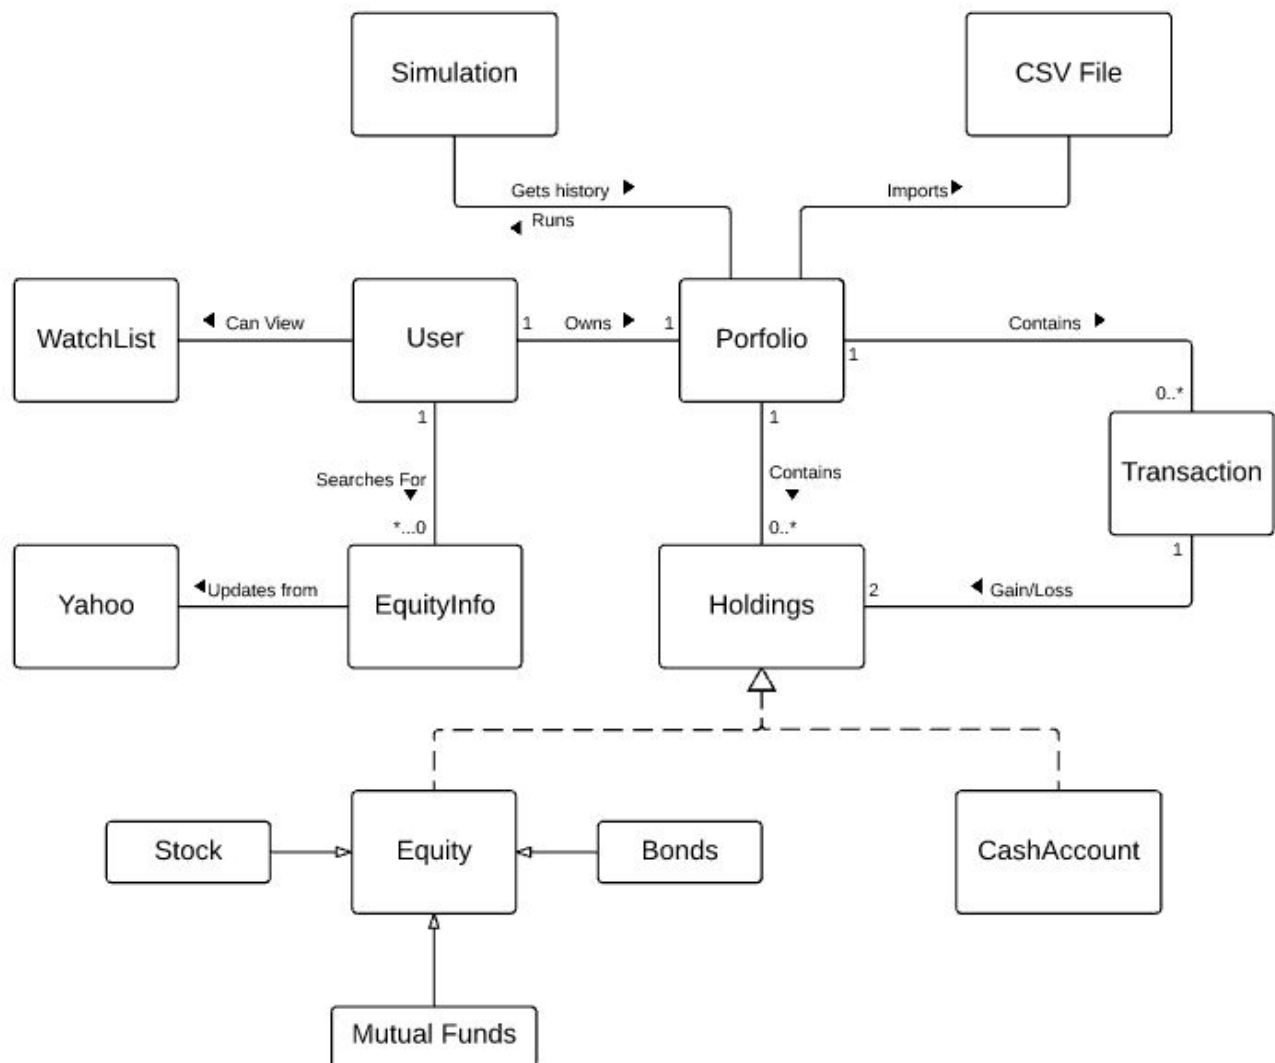 Simulation
CSV File
Gets history
Imports
Runs
WatchList
Can View
User
1
Owns
1
Porfolio
Contains
1
0..*
1
1
Transaction
Searches For
Contains
*...0
0..*
1
Yahoo
Updates from
EquityInfo
Holdings
2
Gain/Loss
Stock
Equity
Bonds
CashAccount
Mutual Funds